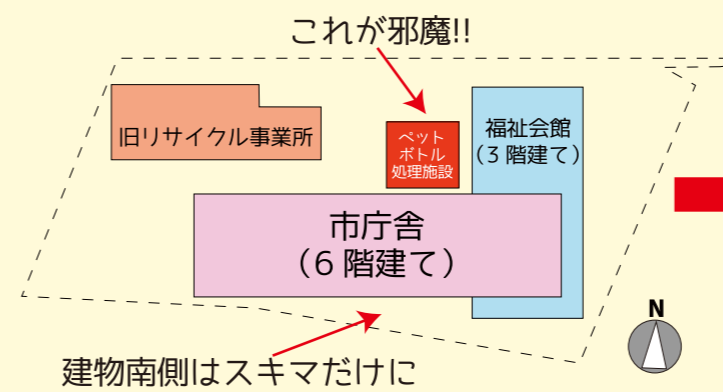 これが邪魔!!
旧リサイクル事業所
ペット
ボトル
処理施設
福祉会館
（3 階建て）
市庁舎
（6 階建て）
N
建物南側はスキマだけに